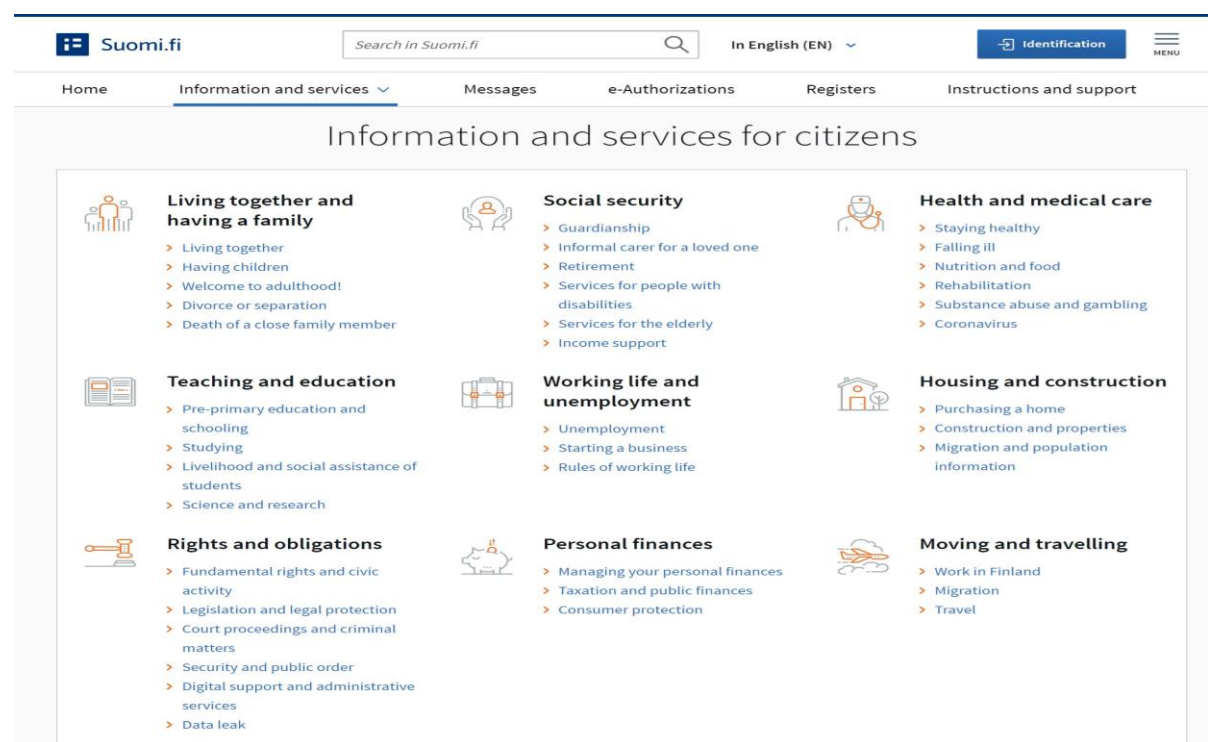 Suomi.fi
Search in Suomi.fi
In English (EN)
Identification
MENU
Home
Information and services
Messages
e-Authorizations
Registers
Instructions and support
Information and services for citizens
Living together and
having a family
Living together
Having children
Welcome to adulthood!
Divorce or separation
Death of a close family member
Social security
Guardianship
Informal carer for a loved one
Retirement
Services for people with
disabilities
Services for the elderly
Income support
Health and medical care
Staying healthy
Falling ill
Nutrition and food
Rehabilitation
Substance abuse and gambling
Coronavirus
Teaching and education
Pre-primary education and
schooling
Studying
Livelihood and social assistance of
students
Science and research
Working life and
unemployment
Unemployment
Starting a business
Rules of working life
Housing and construction
Purchasing a home
Construction and properties
Migration and population
information
Rights and obligations
Fundamental rights and civic
activity
Legislation and legal protection
Court proceedings and criminal
matters
Security and public order
Digital support and administrative
services
Data leak
Personal finances
Managing your personal finances
Taxation and public finances
Consumer protection
Moving and travelling
Work in Finland
Migration
Travel